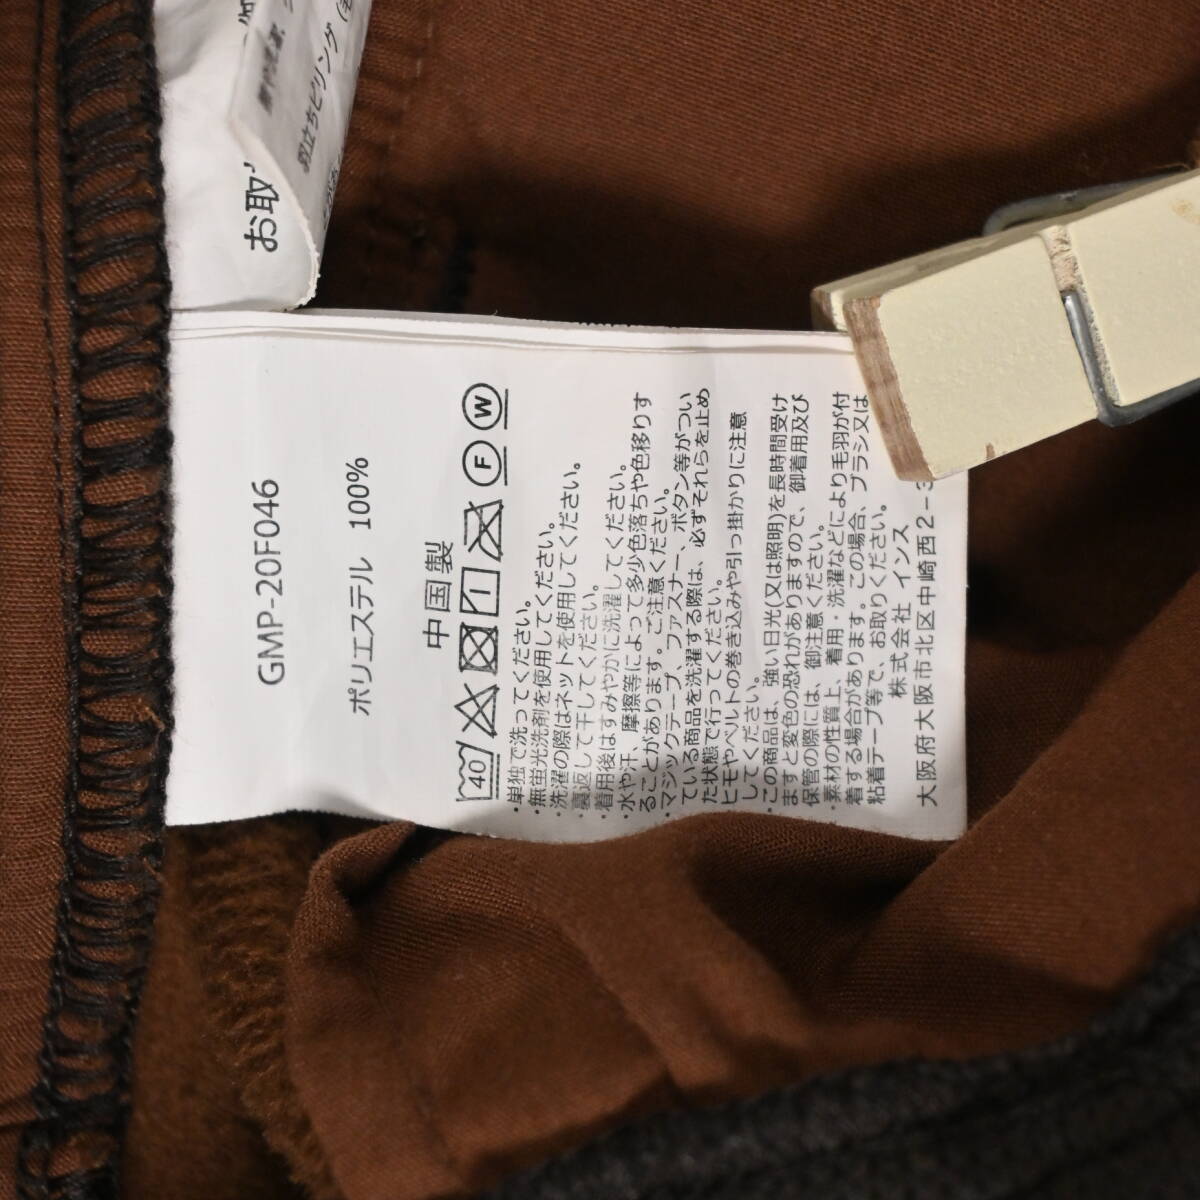 お取
毛羽立ちピリング
GMP-20F046
ポリエステル 100%
中国製
40 F W
・単独で洗ってください。
・無蛍光洗剤を使用してください。
・洗濯の際はネットを使用してください。
・裏返して干してください。
・着用後はすみやかに洗濯してください。
・水や汗、摩擦等によって多少色落ちや色移りす
ることがあります。ご注意ください。
・マジックテープ、ファスナー、ボタン等がつい
ている商品を洗濯する際は、必ずそれらを止め
た状態で行ってください。
ヒモやベルトの巻き込みや引っ掛かりに注意
してください。
・この商品は、強い日光(又は照明)を長時間受け
ますと変色の恐れがありますので、御着用及び
保管の際には、御注意ください。
・素材の性質上、着用・洗濯などにより毛羽が付
着する場合があります。この場合、ブラシ又は
粘着テープ等で、お取りください。
株式会社 インス
大阪府大阪市北区中崎西2-3